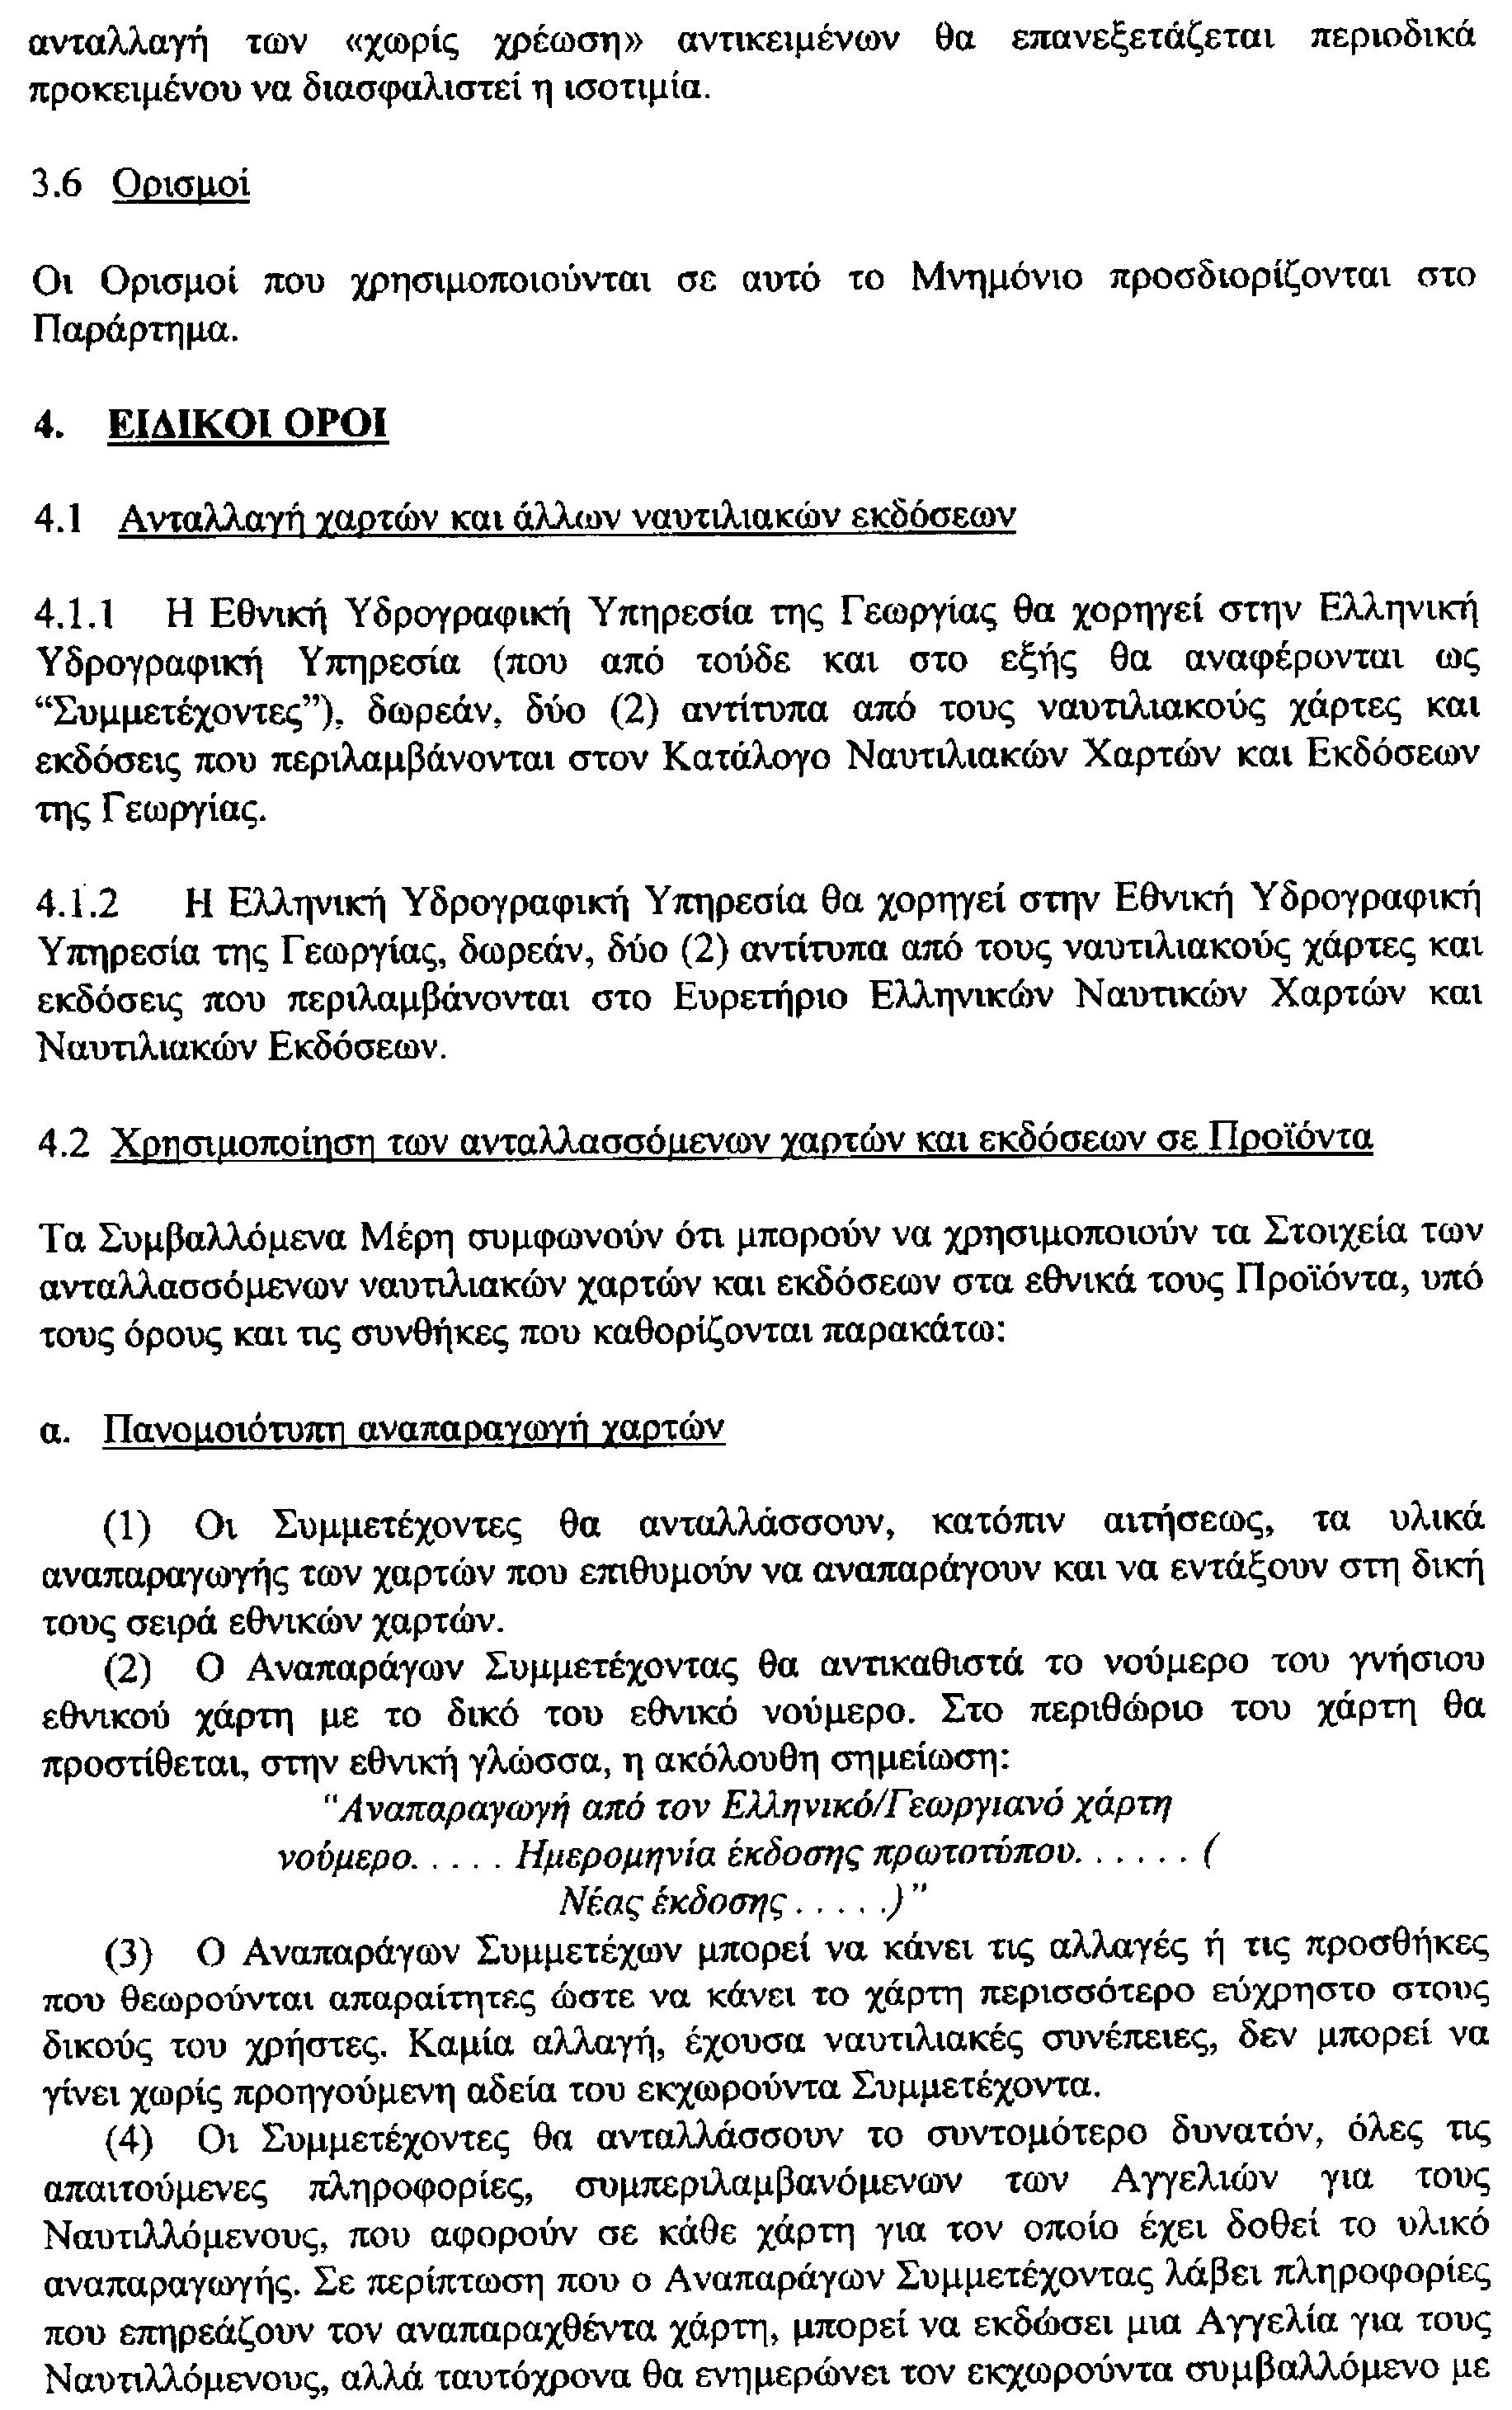 ανταλλαγή των «χωρίς χρέωση» αντικειμένων θα επανεξετάζεται περιοδικά
προκειμένου να διασφαλιστεί η ισοτιμία.
3.6 Ορισμοί
Οι Ορισμοί που χρησιμοποιούνται σε αυτό το Μνημόνιο προσδιορίζονται στο
Παράρτημα.
4. ΕΙΔΙΚΟΙ ΟΡΟΙ
4.1 Ανταλλαγή χαρτών και άλλων ναυτιλιακών εκδόσεων
4.1.1 Η Εθνική Υδρογραφική Υπηρεσία της Γεωργίας θα χορηγεί στην Ελληνική
Υδρογραφική Υπηρεσία (που από τούδε και στο εξής θα αναφέρονται ως
“Συμμετέχοντες”), δωρεάν, δύο (2) αντίτυπα από τους ναυτιλιακούς χάρτες και
εκδόσεις που περιλαμβάνονται στον Κατάλογο Ναυτιλιακών Χαρτών και Εκδόσεων
της Γεωργίας.
4.1.2 Η Ελληνική Υδρογραφική Υπηρεσία θα χορηγεί στην Εθνική Υδρογραφική
Υπηρεσία της Γεωργίας, δωρεάν, δύο (2) αντίτυπα από τους ναυτιλιακούς χάρτες και
εκδόσεις που περιλαμβάνονται στο Ευρετήριο Ελληνικών Ναυτικών Χαρτών και
Ναυτιλιακών Εκδόσεων.
4.2 Χρησιμοποίηση των ανταλλασσόμενων χαρτών και εκδόσεων σε Προϊόντα
Τα Συμβαλλόμενα Μέρη συμφωνούν ότι μπορούν να χρησιμοποιούν τα Στοιχεία των
ανταλλασσόμενων ναυτιλιακών χαρτών και εκδόσεων στα εθνικά τους Προϊόντα, υπό
τους όρους και τις συνθήκες που καθορίζονται παρακάτω:
α. Πανομοιότυπη αναπαραγωγή χαρτών
(1) Οι Συμμετέχοντες θα ανταλλάσσουν, κατόπιν αιτήσεως, τα υλικά
αναπαραγωγής των χαρτών που επιθυμούν να αναπαράγουν και να εντάξουν στη δική
τους σειρά εθνικών χαρτών.
(2) Ο Αναπαράγων Συμμετέχοντας θα αντικαθιστά το νούμερο του γνήσιου
εθνικού χάρτη με το δικό του εθνικό νούμερο. Στο περιθώριο του χάρτη θα
προστίθεται, στην εθνική γλώσσα, η ακόλουθη σημείωση:
"Αναπαραγωγή από τον Ελληνικό/Γεωργιανό χάρτη
νούμερο. . . . . Ημερομηνία έκδοσης πρωτοτύπου. . . . . . (
Νέας έκδοσης . . . . .)"
(3) Ο Αναπαράγων Συμμετέχων μπορεί να κάνει τις αλλαγές ή τις προσθήκες
που θεωρούνται απαραίτητες ώστε να κάνει το χάρτη περισσότερο εύχρηστο στους
δικούς του χρήστες. Καμία αλλαγή, έχουσα ναυτιλιακές συνέπειες, δεν μπορεί να
γίνει χωρίς προηγούμενη αδεία του εκχωρούντα Συμμετέχοντα.
(4) Οι Συμμετέχοντες θα ανταλλάσσουν το συντομότερο δυνατόν, όλες τις
απαιτούμενες πληροφορίες, συμπεριλαμβανόμενων των Αγγελιών για τους
Ναυτιλλόμενους, που αφορούν σε κάθε χάρτη για τον οποίο έχει δοθεί το υλικό
αναπαραγωγής. Σε περίπτωση που ο Αναπαράγων Συμμετέχοντας λάβει πληροφορίες
που επηρεάζουν τον αναπαραχθέντα χάρτη, μπορεί να εκδώσει μια Αγγελία για τους
Ναυτιλλόμενους, αλλά ταυτόχρονα θα ενημερώνει τον εκχωρούντα συμβαλλόμενο με